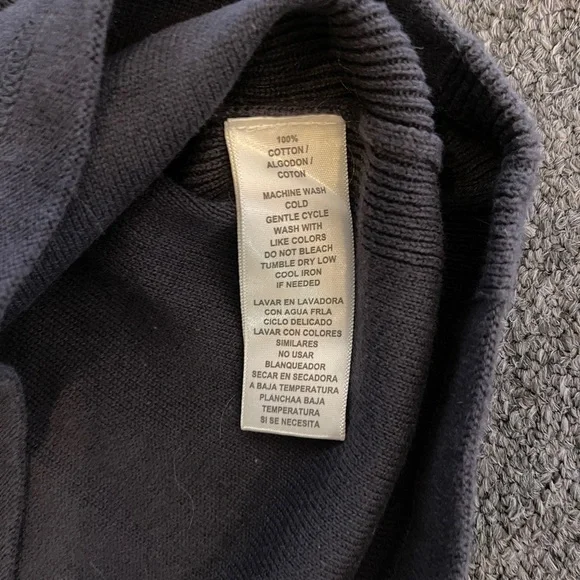 100%
COTTON /
ALGODON /
COTON
MACHINE WASH
COLD
GENTLE CYCLE
WASH WITH
LIKE COLORS
DO NOT BLEACH
TUMBLE DRY LOW
COOL IRON
IF NEEDED
LAVAR EN LAVADORA
CON AGUA FRLA
CICLO DELICADO
LAVAR CON COLORES
SIMILARES
NO USAR
BLANQUEADOR
SECAR EN SECADORA
A BAJA TEMPERATURA
PLANCHAA BAJA
TEMPERATURA
SI SE NECESITA